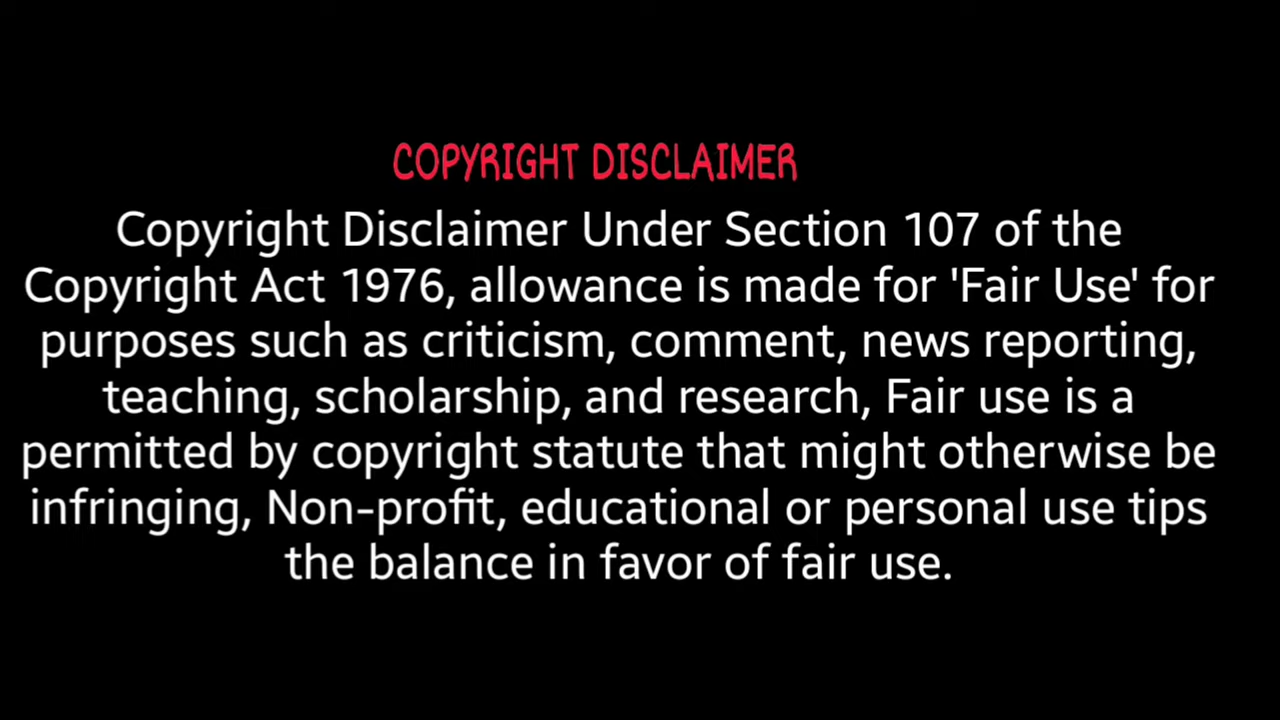 COPYRIGHT DISCLAIMER
Copyright Disclaimer Under Section 107 of the
Copyright Act 1976, allowance is made for 'Fair Use' for
purposes such as criticism, comment, news reporting,
teaching, scholarship, and research, Fair use is a
permitted by copyright statute that might otherwise be
infringing, Non-profit, educational or personal use tips
the balance in favor of fair use.